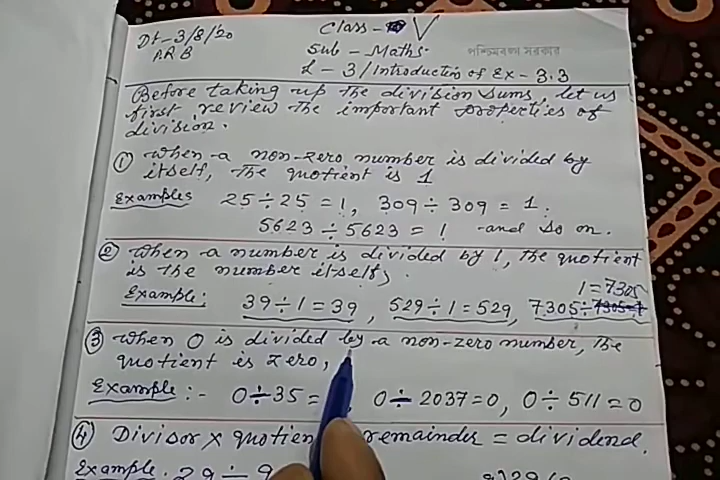 Dt-3/8/20
A.R.B
Class- V
Sub - Maths.
পশ্চিমবঙ্গ সরকার
L - 3/Introduction of Ex - 3.3
Before taking up the division sums, let us
first review the important properties of
division.
① When a non-zero number is divided by
itself, the quotient is 1
Examples 25÷25 = 1, 309 ÷ 309 = 1.
5623 ÷ 5623 = 1 and so on.
② When a number is divided by 1, the quotient
is the number itself,
1=7305
Example: 39÷1=39, 529÷1=529, 7305÷
③ When 0 is divided by a non-zero number, the
quotient is zero,
Example :- 0÷35= , 0÷2037=0, 0÷511=0
④ Divisor x quotien remainder = dividend.
Example. 29÷9